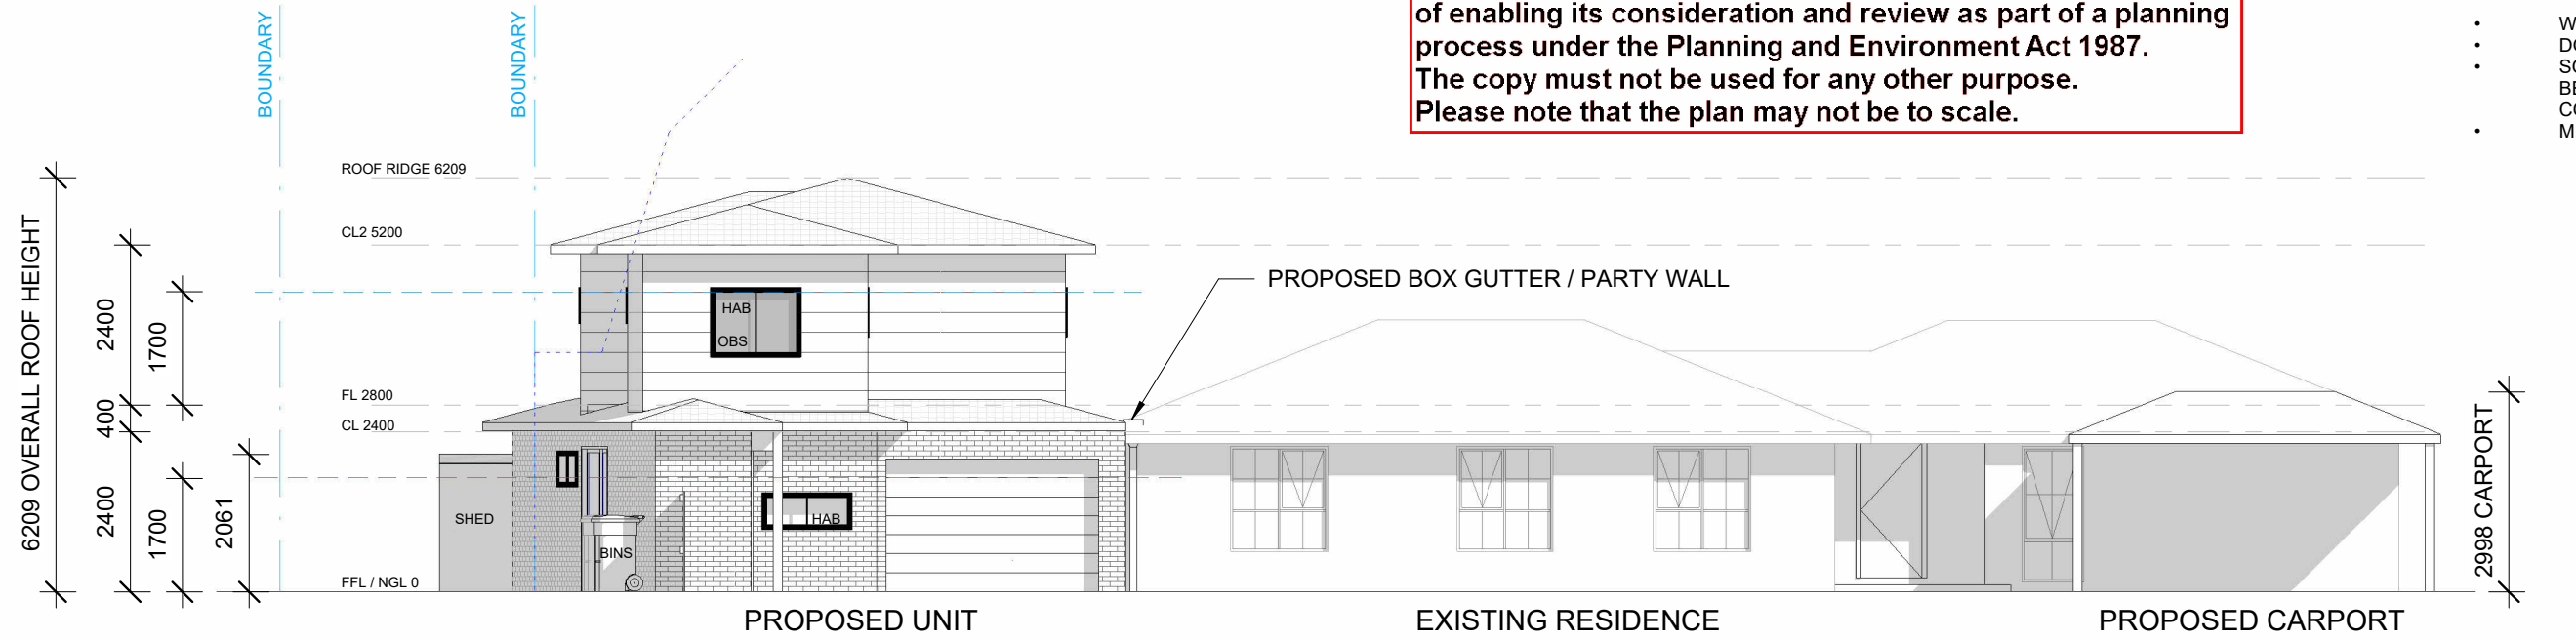 of enabling its consideration and review as part of a planning
process under the Planning and Environment Act 1987.
The copy must not be used for any other purpose.
Please note that the plan may not be to scale.
BOUNDARY
BOUNDARY
ROOF RIDGE 6209
CL2 5200
FL 2800
CL 2400
FFL / NGL 0
6209 OVERALL ROOF HEIGHT
2400
400
2400
1700
1700
2061
HAB
OBS
SHED
BINS
HAB
PROPOSED BOX GUTTER / PARTY WALL
2998 CARPORT
PROPOSED UNIT
EXISTING RESIDENCE
PROPOSED CARPORT